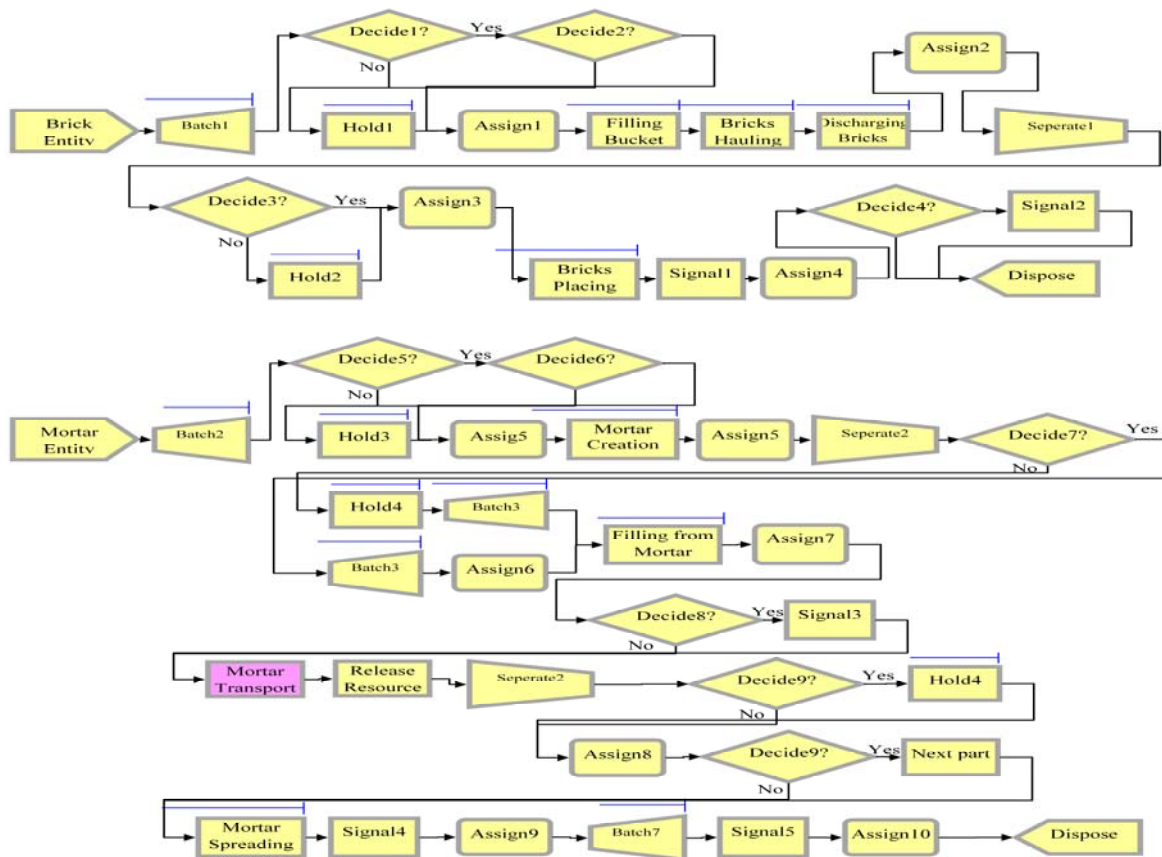 Decide1?
Yes
Decide2?
Assign2
No
Brick
Entity
Batch1
Hold1
Assign1
Filling
Bucket
Bricks
Hauling
Discharging
Bricks
Seperate1
Decide3?
Yes
Assign3
Decide4?
Signal2
No
Hold2
Bricks
Placing
Signal1
Assign4
Dispose
Decide5?
Yes
Decide6?
No
Mortar
Entity
Batch2
Hold3
Assig5
Mortar
Creation
Assign5
Seperate2
Decide7?
Yes
No
Hold4
Batch3
Filling from
Mortar
Assign7
Batch3
Assign6
Decide8?
Yes
Signal3
No
Mortar
Transport
Release
Resource
Seperate2
Decide9?
Yes
Hold4
No
Assign8
Decide9?
Yes
Next part
No
Mortar
Spreading
Signal4
Assign9
Batch7
Signal5
Assign10
Dispose